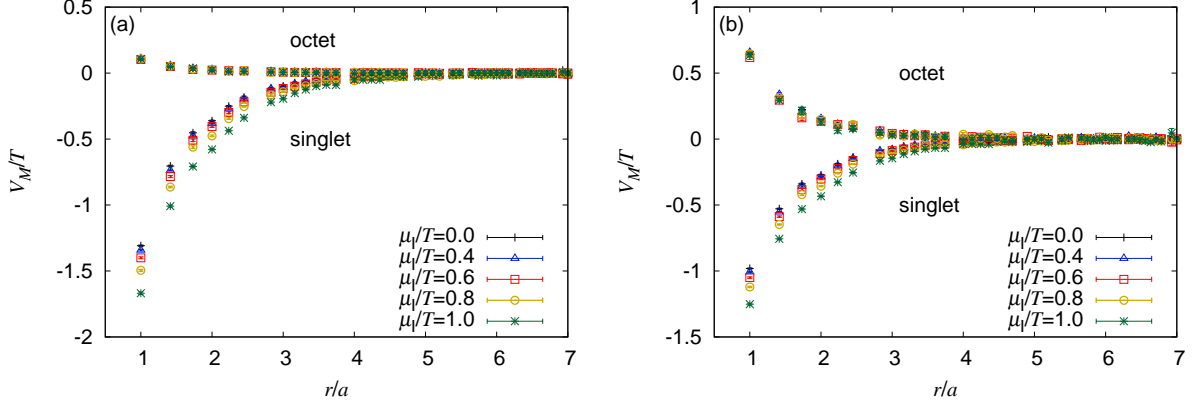 (a)
octet
singlet
V_M/T
0.5
0
-0.5
-1
-1.5
-2
μ_I/T=0.0
μ_I/T=0.4
μ_I/T=0.6
μ_I/T=0.8
μ_I/T=1.0
1 2 3 4 5 6 7
r/a
(b)
octet
singlet
V_M/T
1
0.5
0
-0.5
-1
-1.5
μ_I/T=0.0
μ_I/T=0.4
μ_I/T=0.6
μ_I/T=0.8
μ_I/T=1.0
1 2 3 4 5 6 7
r/a